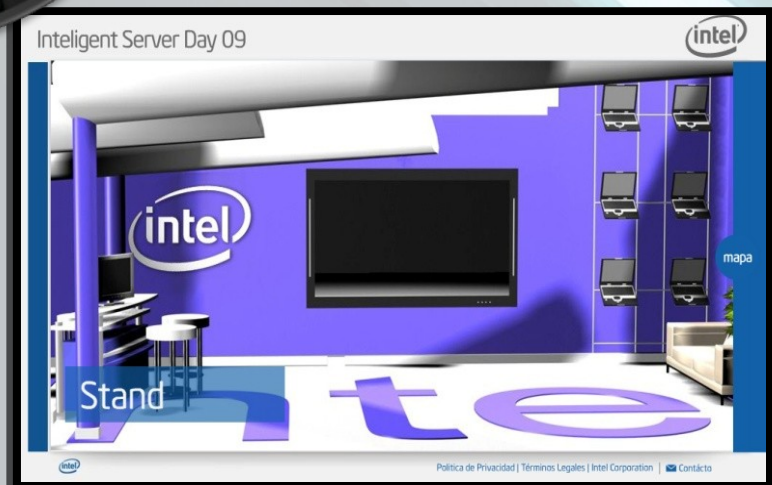 Inteligent Server Day 09
intel
intel
mapa
Stand
nte
intel
Política de Privacidad | Términos Legales | Intel Corporation | Contácto